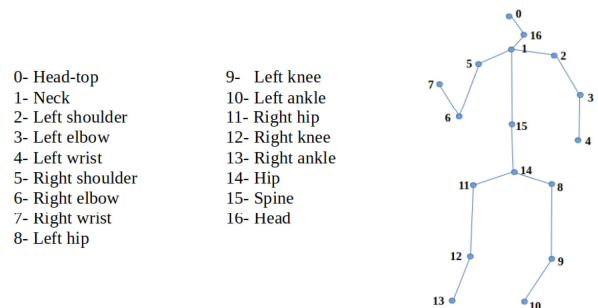 0- Head-top
1- Neck
2- Left shoulder
3- Left elbow
4- Left wrist
5- Right shoulder
6- Right elbow
7- Right wrist
8- Left hip
9- Left knee
10- Left ankle
11- Right hip
12- Right knee
13- Right ankle
14- Hip
15- Spine
16- Head
0
16
1
5
2
7
3
6
15
4
14
11
8
12
9
13
10